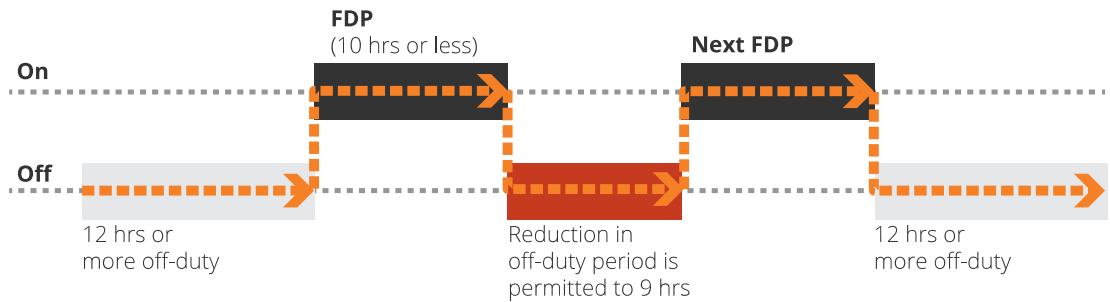 FDP
(10 hrs or less)
Next FDP
On
Off
12 hrs or
more off-duty
Reduction in
off-duty period is
permitted to 9 hrs
12 hrs or
more off-duty